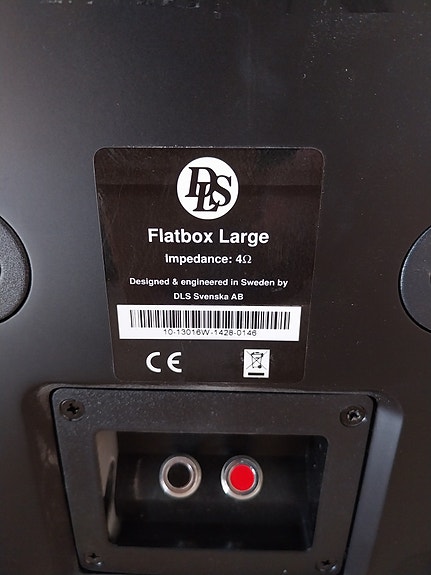 DLS
Flatbox Large
Impedance: 4Ω
Designed & engineered in Sweden by
DLS Svenska AB
10-13016W-1428-0146
CE